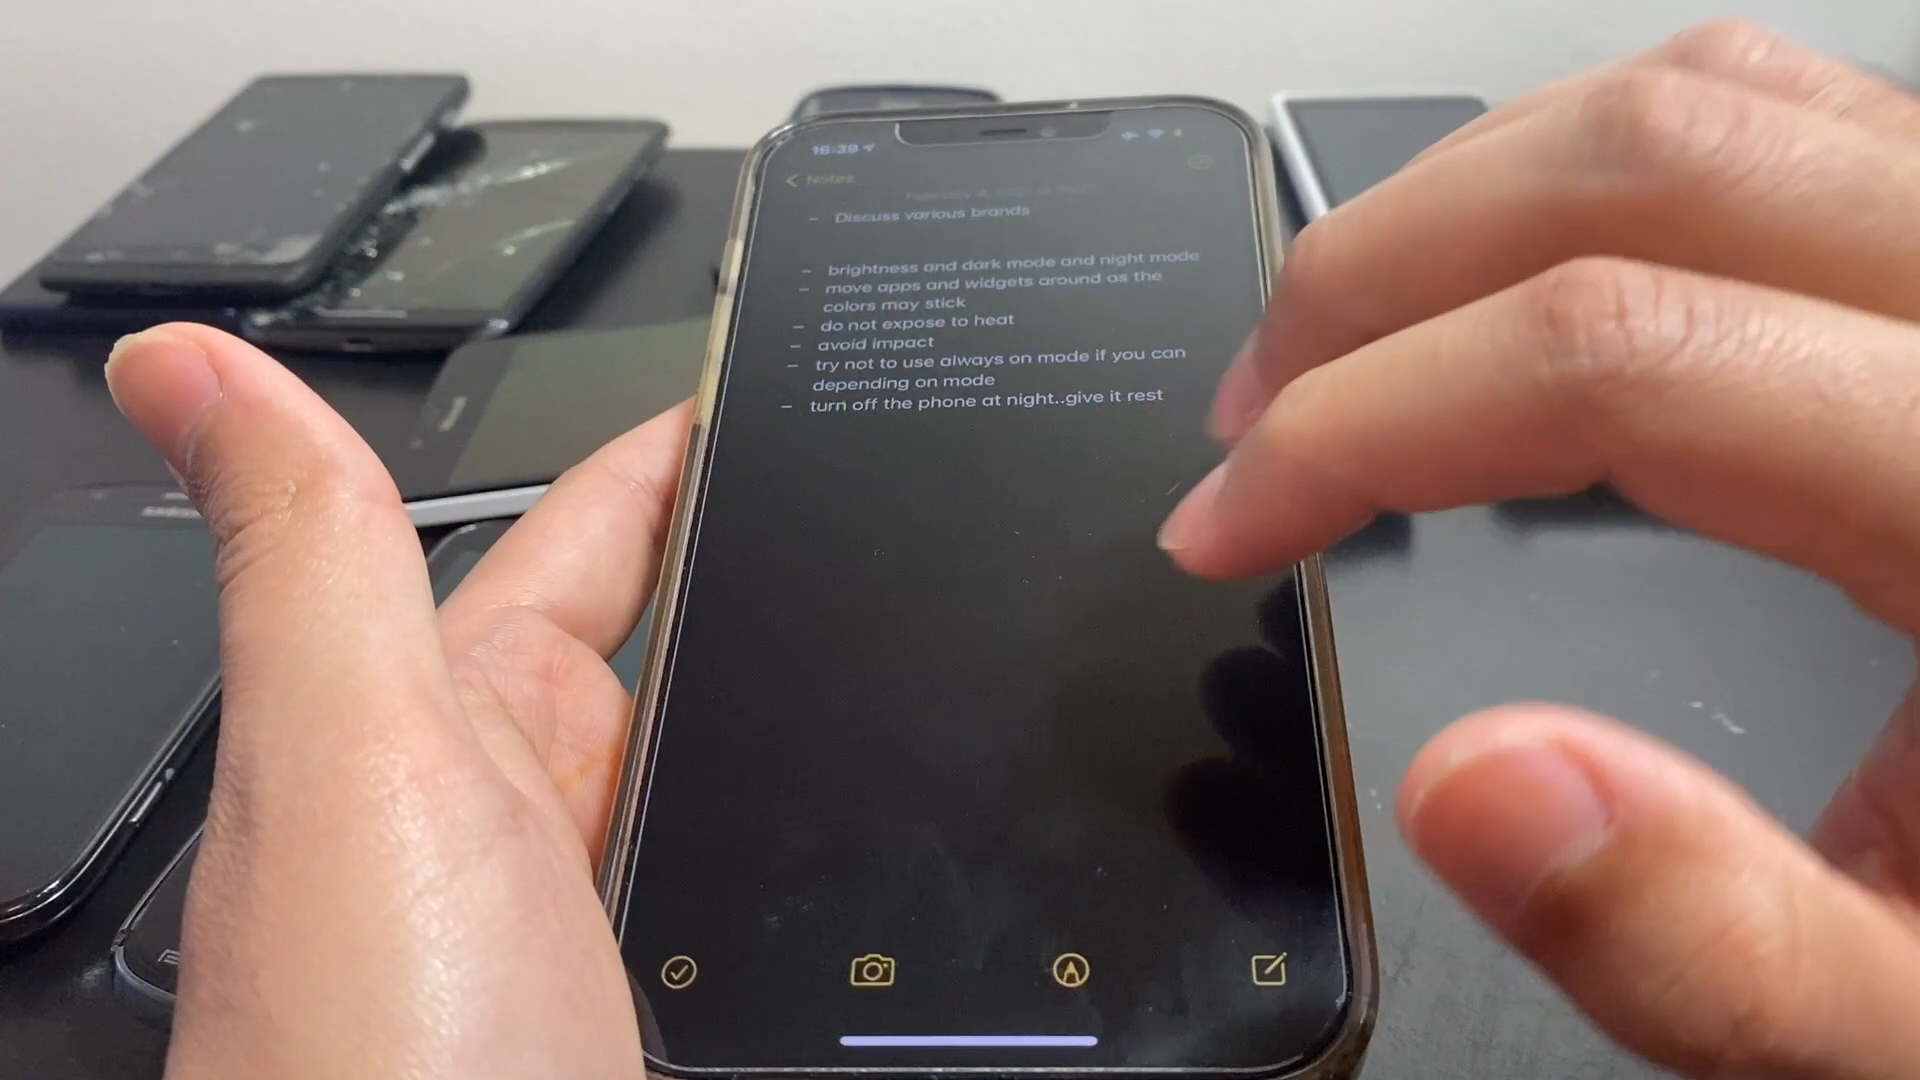 16:39
Notes
- Discuss various brands
- brightness and dark mode and night mode
- move apps and widgets around as the
colors may stick
- do not expose to heat
- avoid impact
- try not to use always on mode if you can
depending on mode
- turn off the phone at night..give it rest